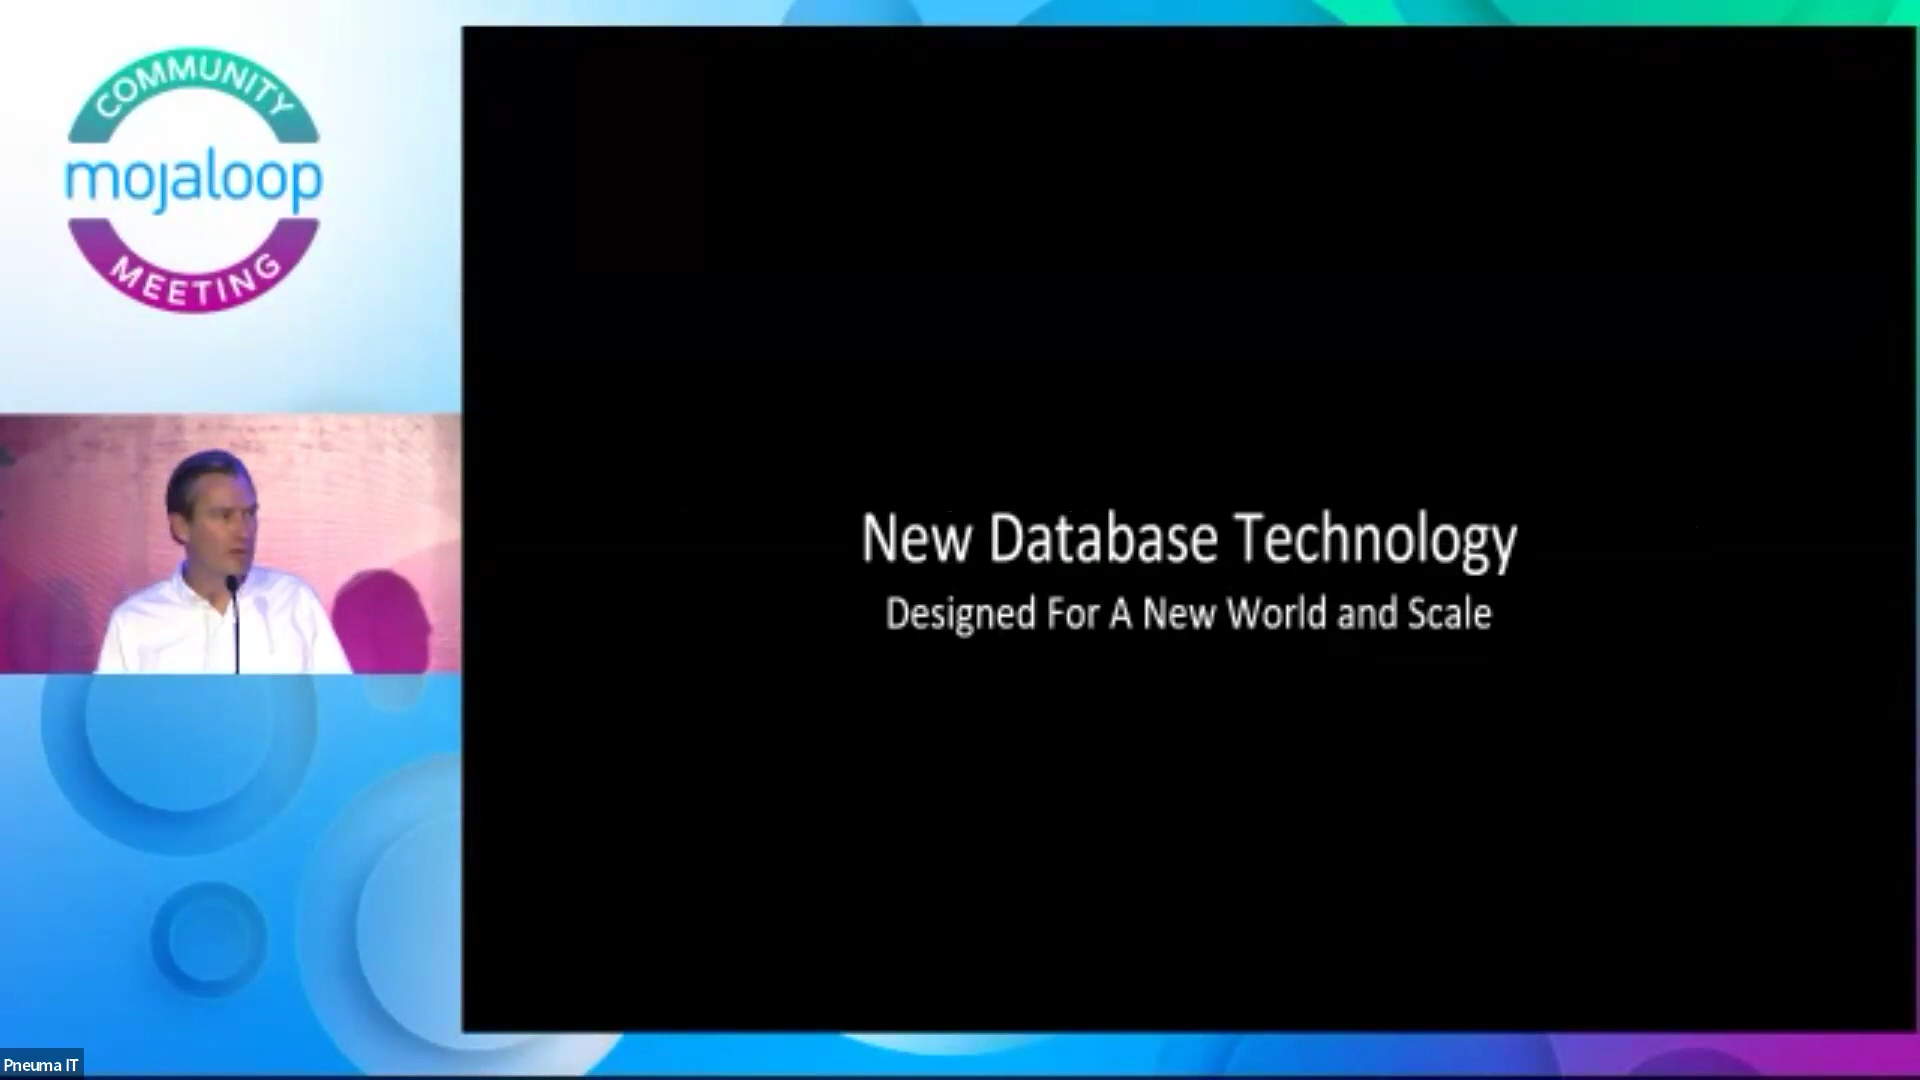 COMMUNITY
mojaloop
MEETING
New Database Technology
Designed For A New World and Scale
Pneuma IT